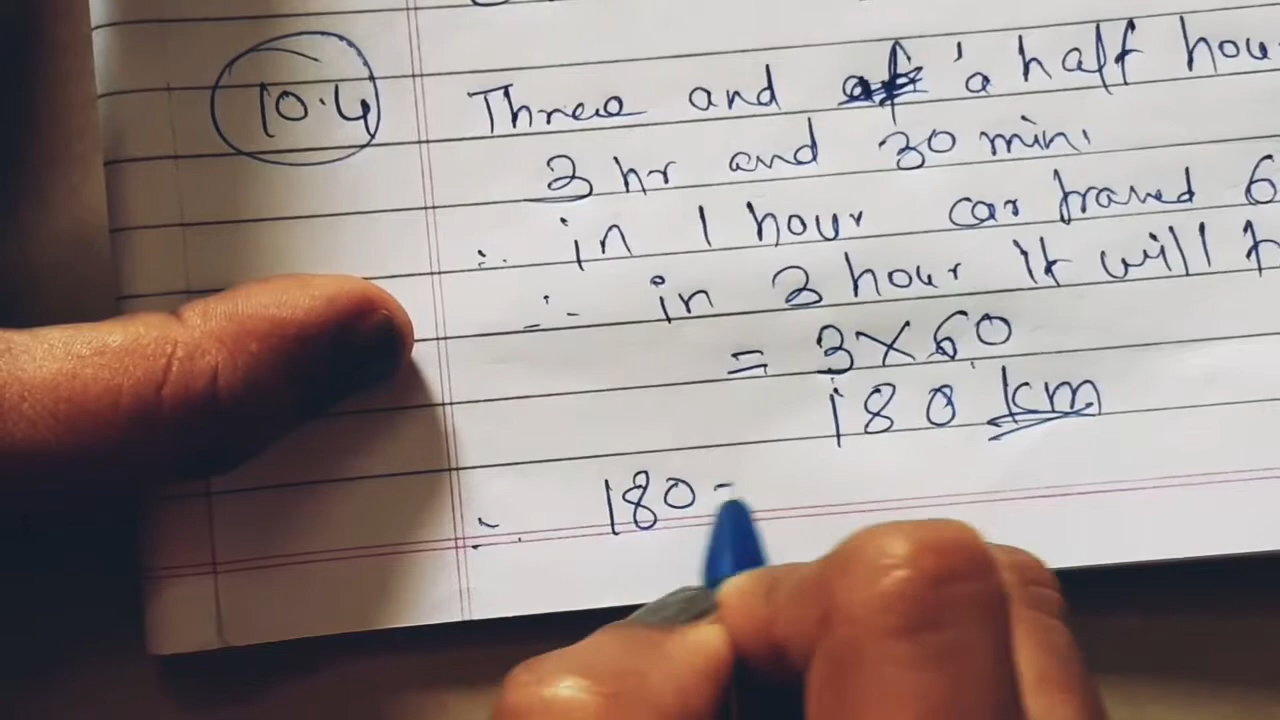 10.4 Three and a half hou
3 hr and 30 min.
∴ in 1 hour car traved 6
∴ in 3 hour it will t
= 3×60
180 km
∴ 180 -